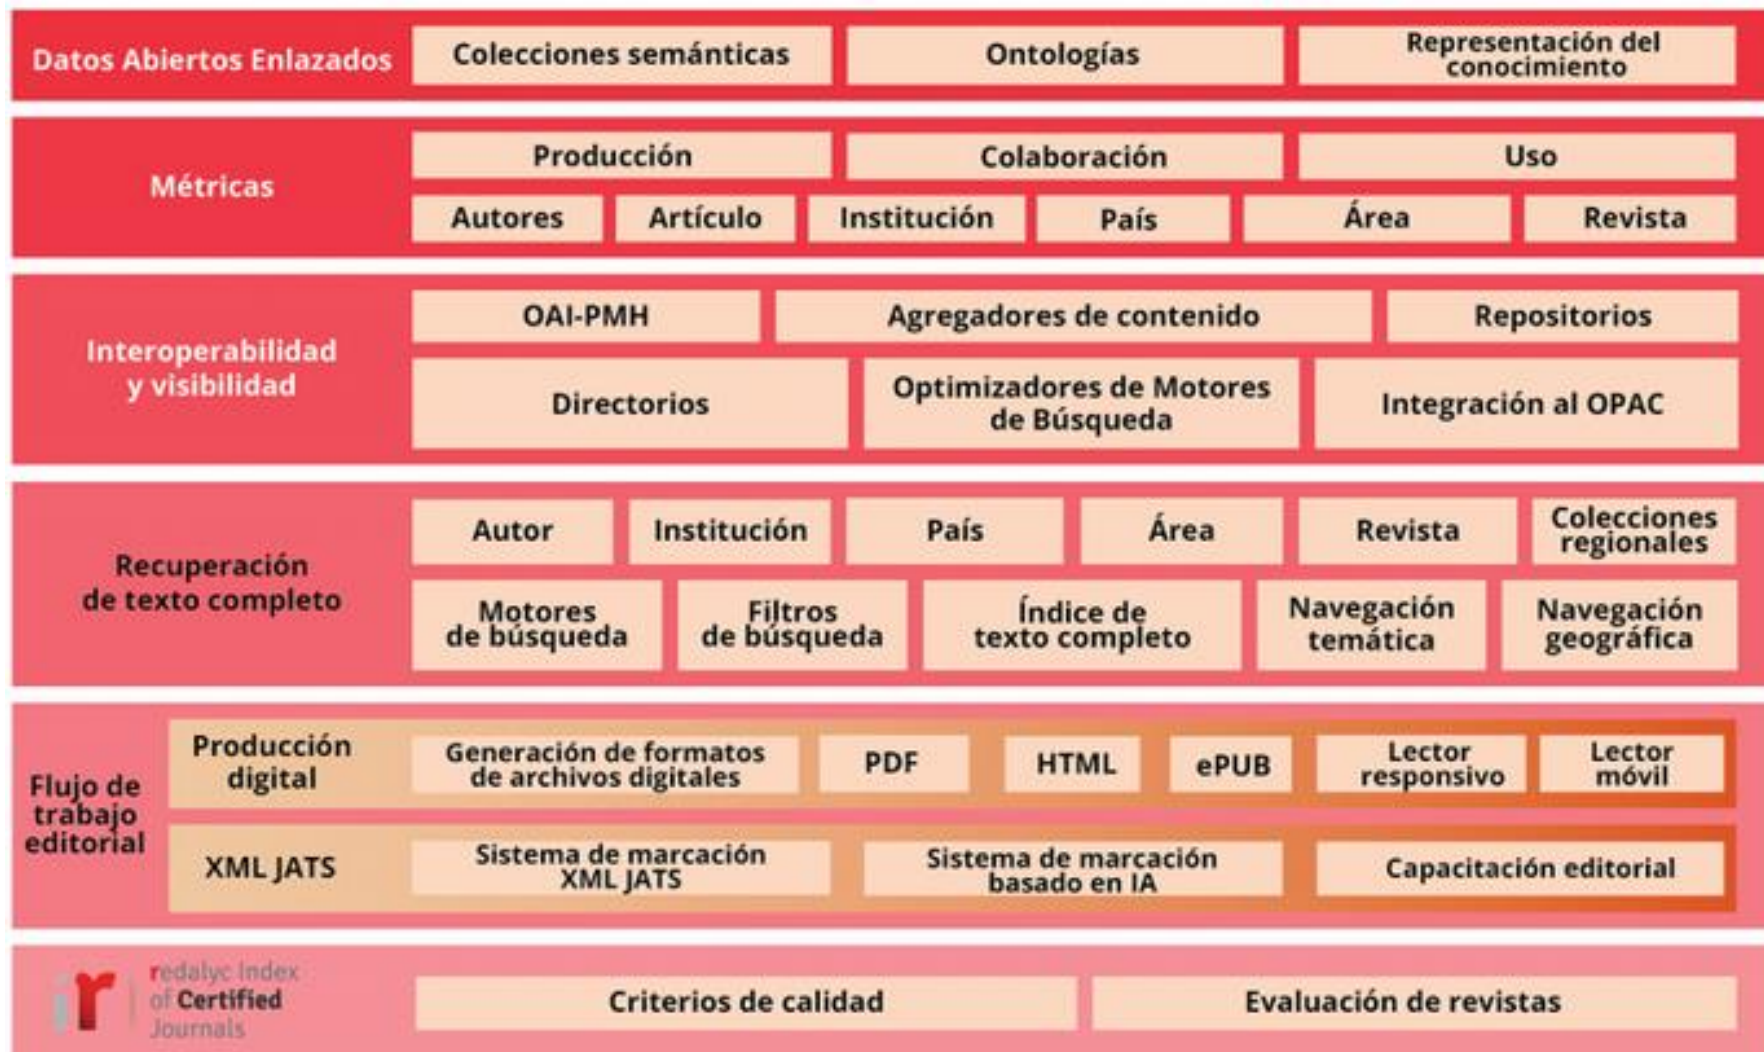 Datos Abiertos Enlazados
Colecciones semánticas
Ontologías
Representación del
conocimiento
Métricas
Producción
Colaboración
Uso
Autores
Artículo
Institución
País
Área
Revista
Interoperabilidad
y visibilidad
OAI-PMH
Agregadores de contenido
Repositorios
Directorios
Optimizadores de Motores
de Búsqueda
Integración al OPAC
Recuperación
de texto completo
Autor
Institución
País
Área
Revista
Colecciones
regionales
Motores
de búsqueda
Filtros
de búsqueda
Índice de
texto completo
Navegación
temática
Navegación
geográfica
Flujo de
trabajo
editorial
Producción
digital
Generación de formatos
de archivos digitales
PDF
HTML
ePUB
Lector
responsivo
Lector
móvil
XML JATS
Sistema de marcación
XML JATS
Sistema de marcación
basado en IA
Capacitación editorial
ir
redalyc Index
of Certified
Journals
Criterios de calidad
Evaluación de revistas